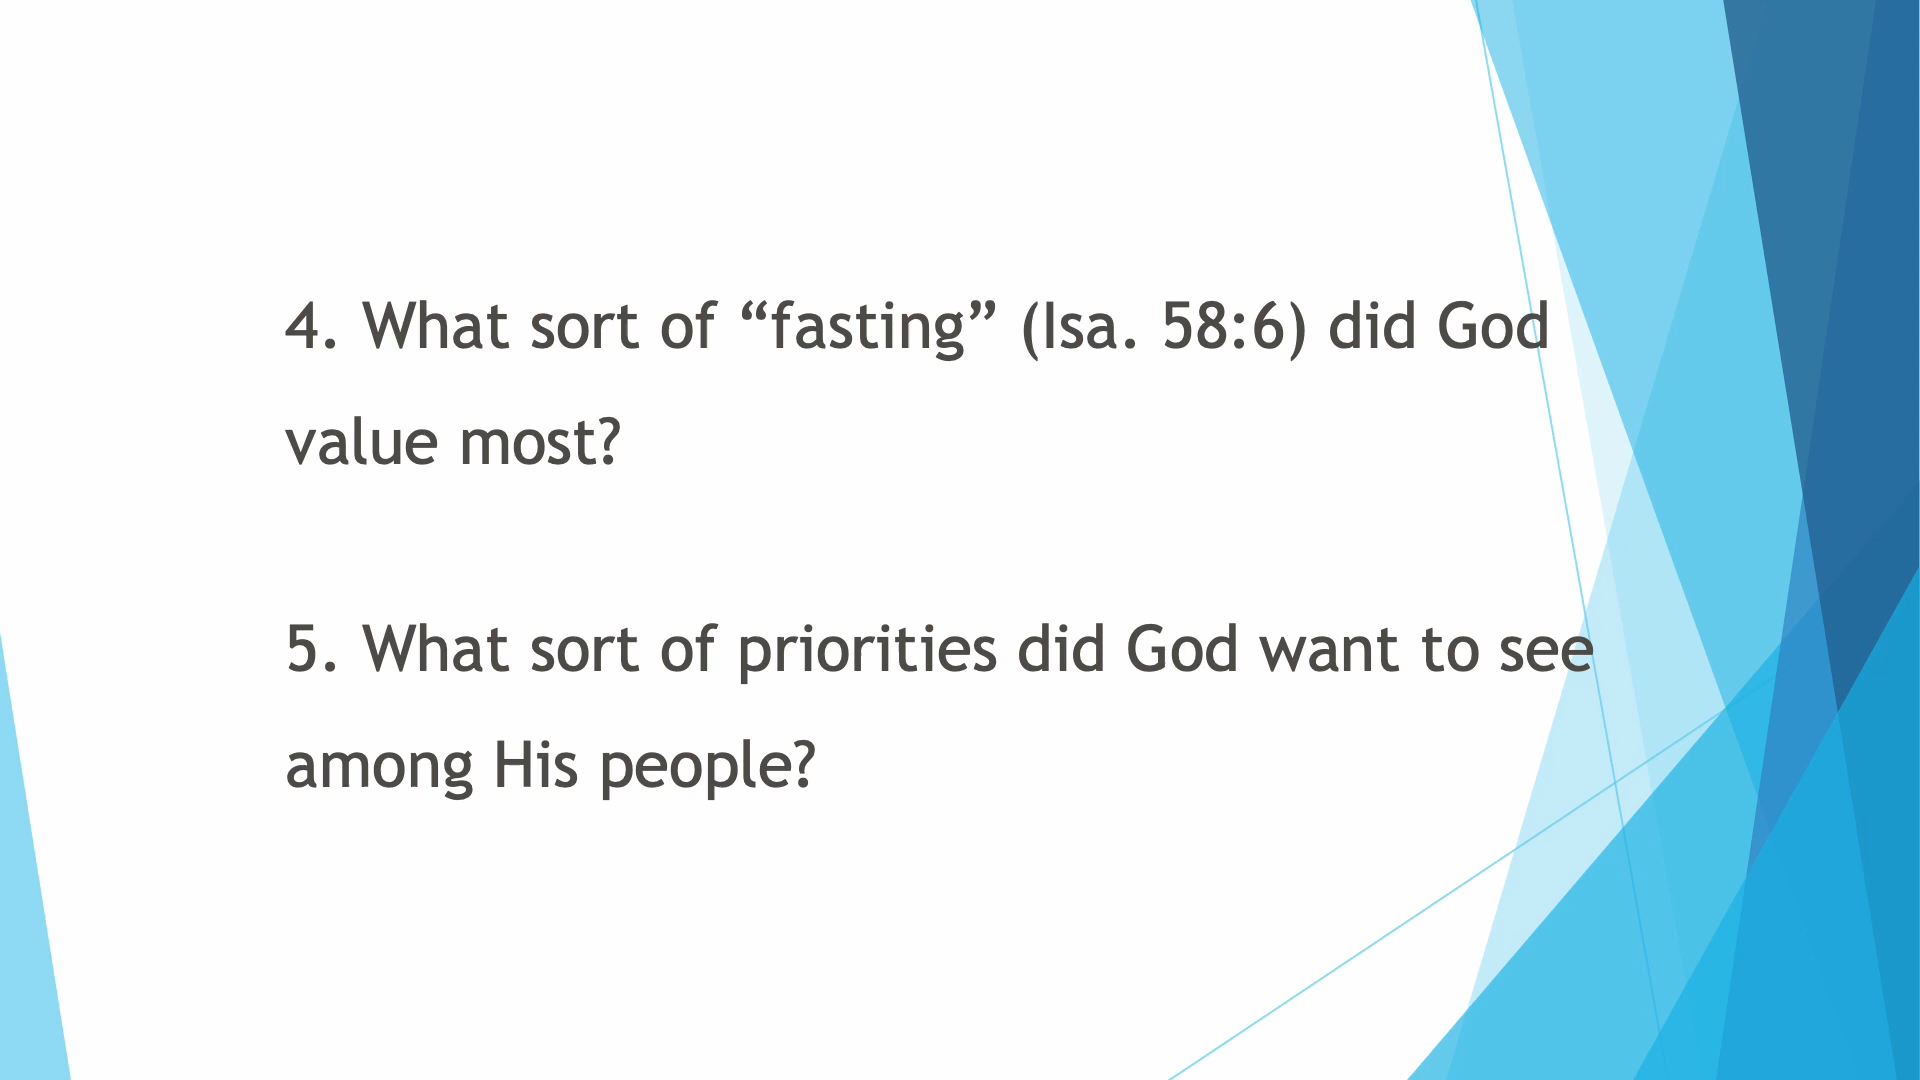 4. What sort of “fasting” (Isa. 58:6) did God
value most?
5. What sort of priorities did God want to see
among His people?